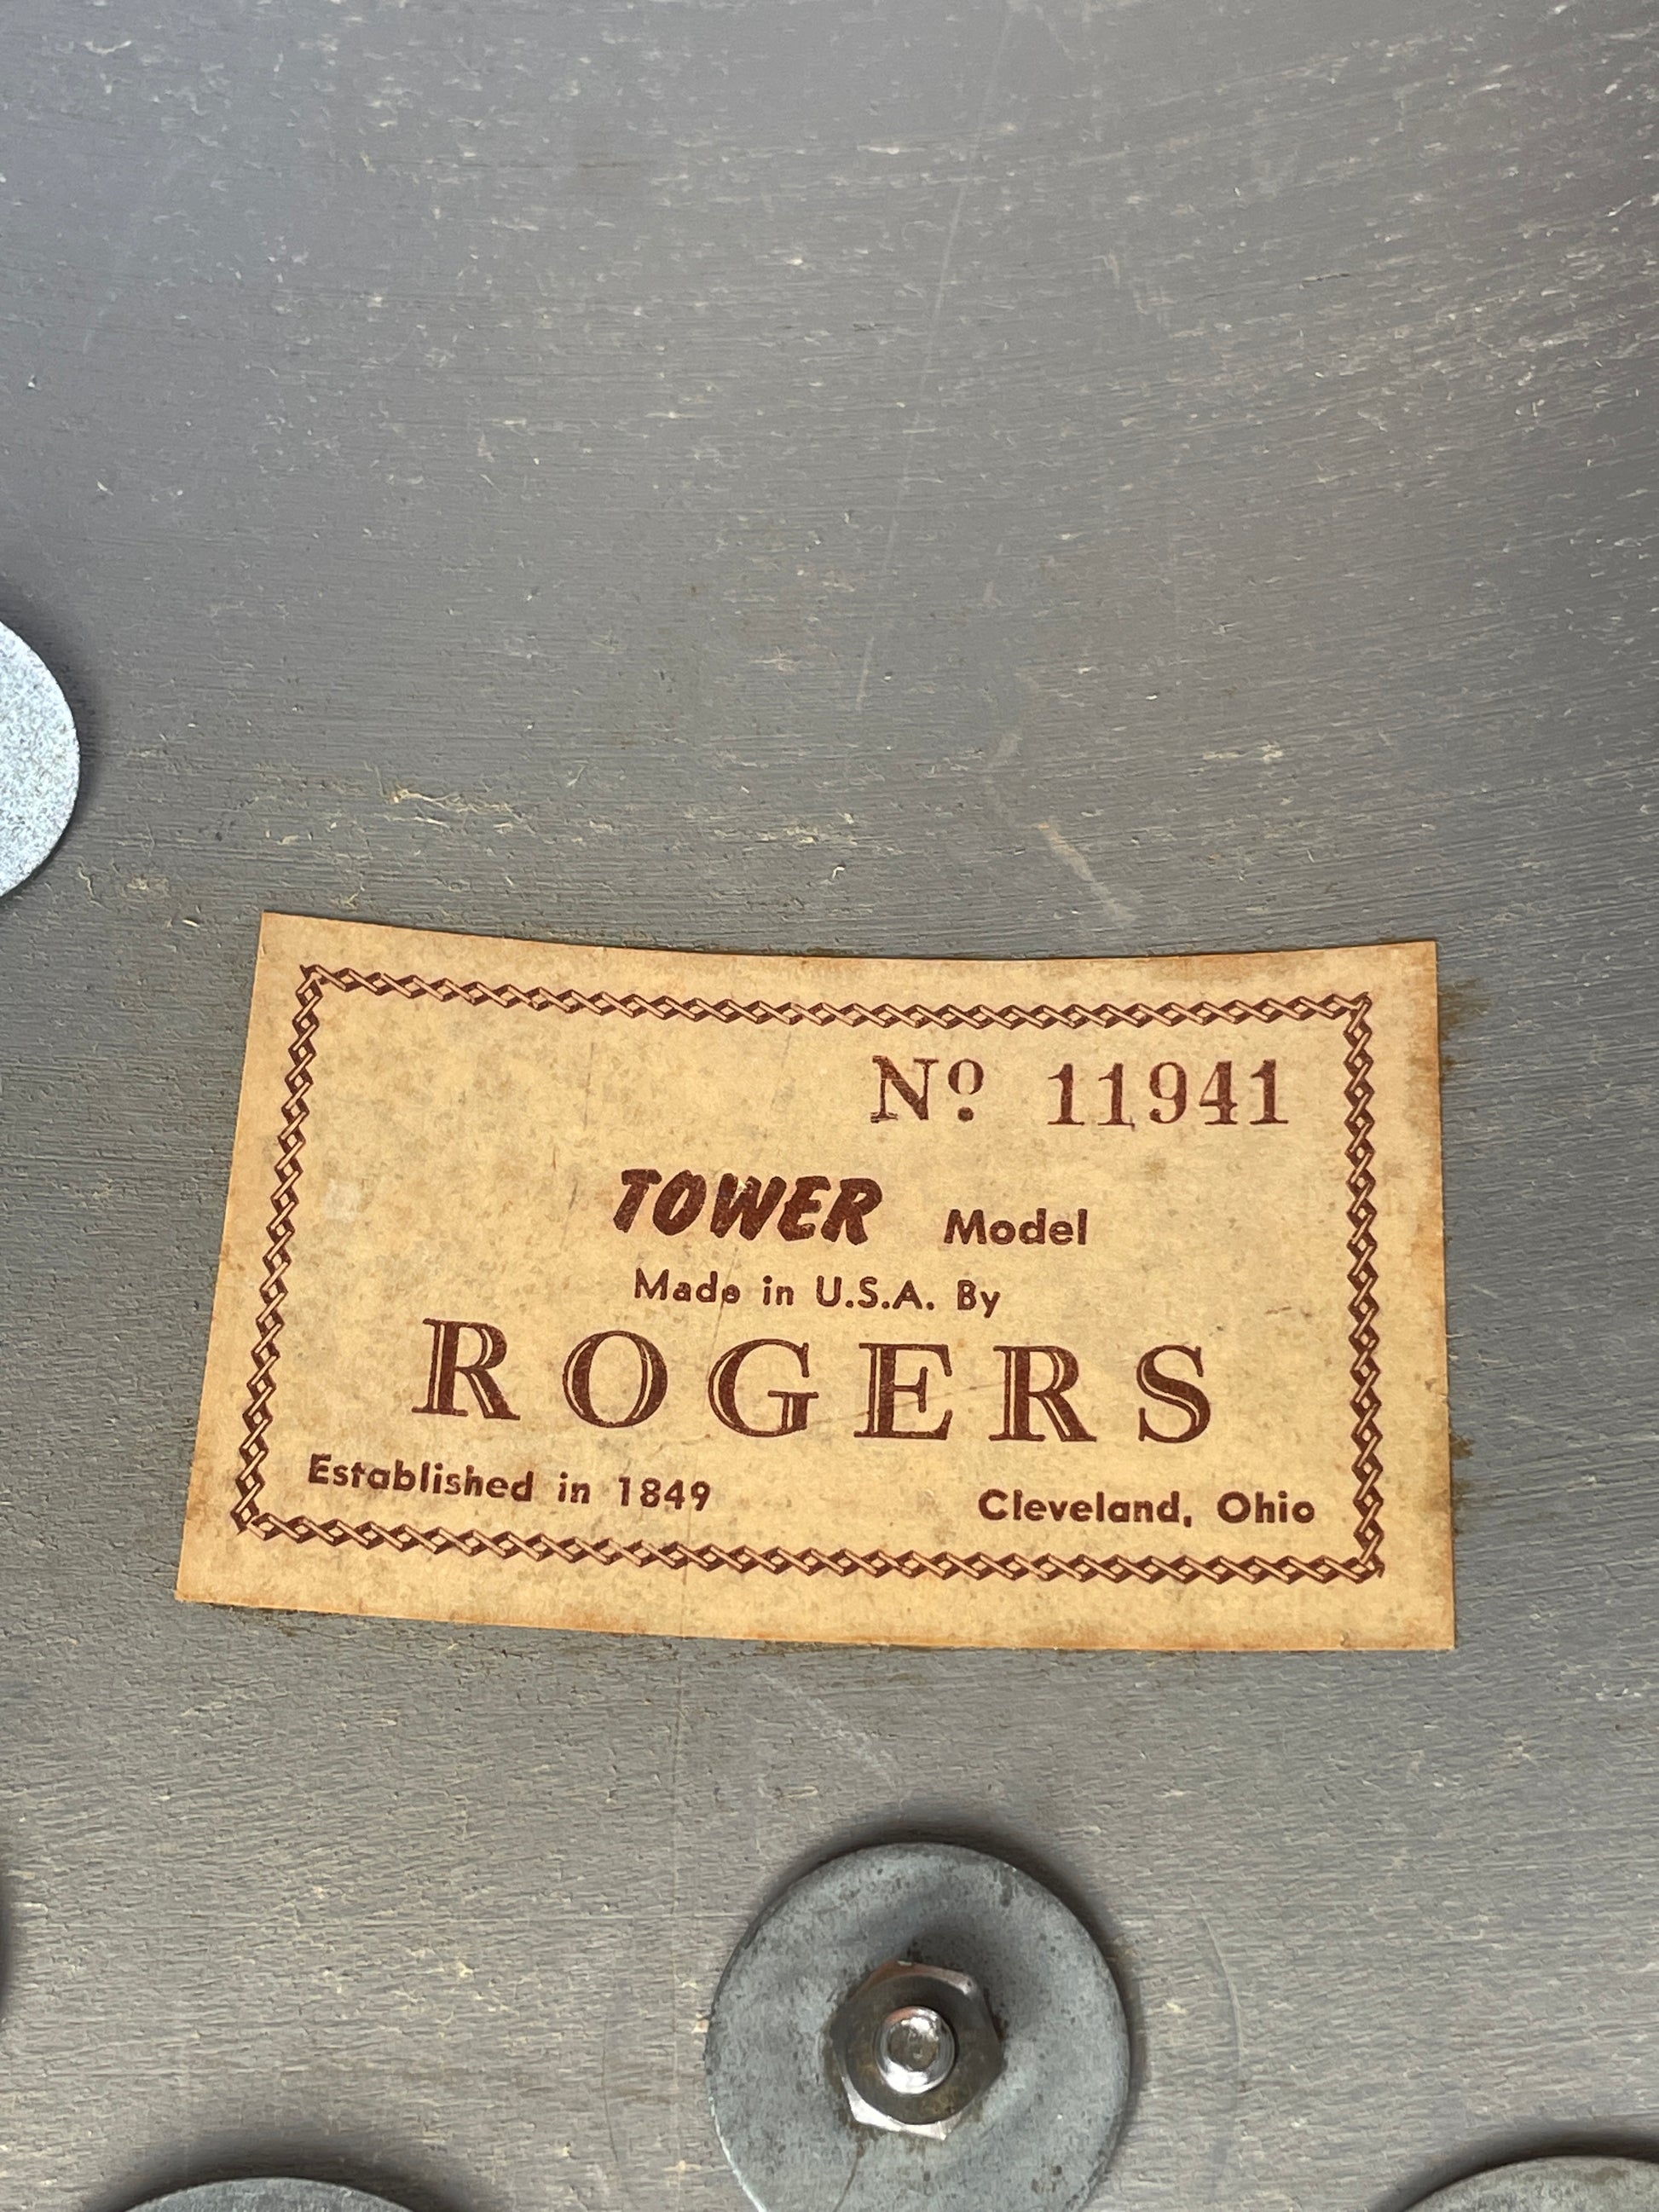 Nº 11941
TOWER Model
Made in U.S.A. By
ROGERS
Established in 1849 Cleveland, Ohio